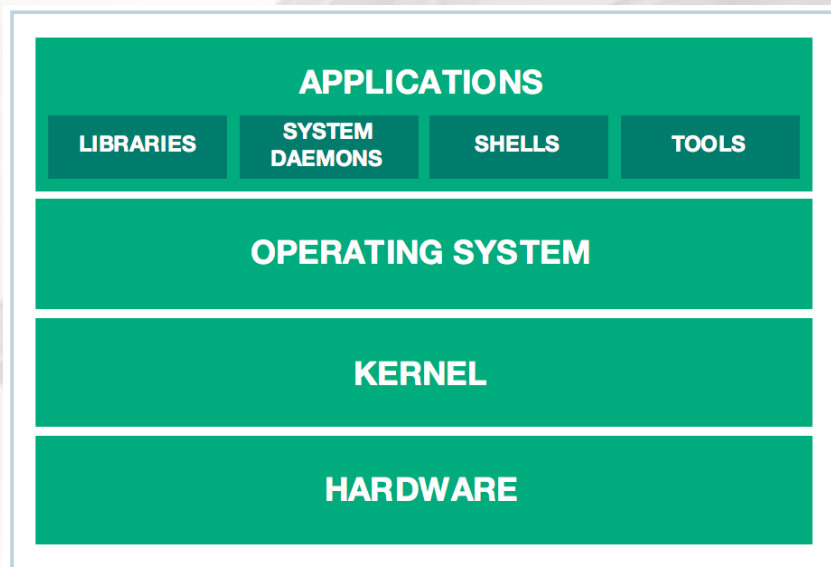 APPLICATIONS
LIBRARIES
SYSTEM
DAEMONS
SHELLS
TOOLS
OPERATING SYSTEM
KERNEL
HARDWARE